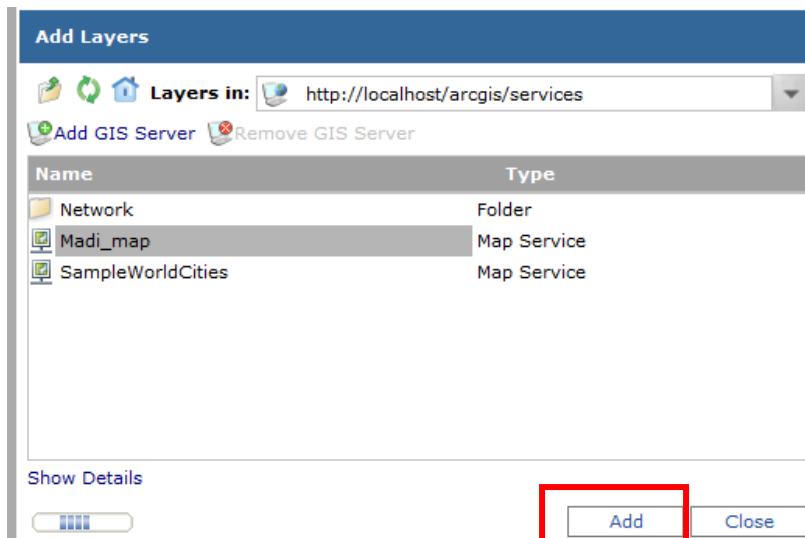 Add Layers
Layers in: http://localhost/arcgis/services
Add GIS Server Remove GIS Server
Name Type
Network Folder
Madi_map Map Service
SampleWorldCities Map Service
Show Details
Add Close